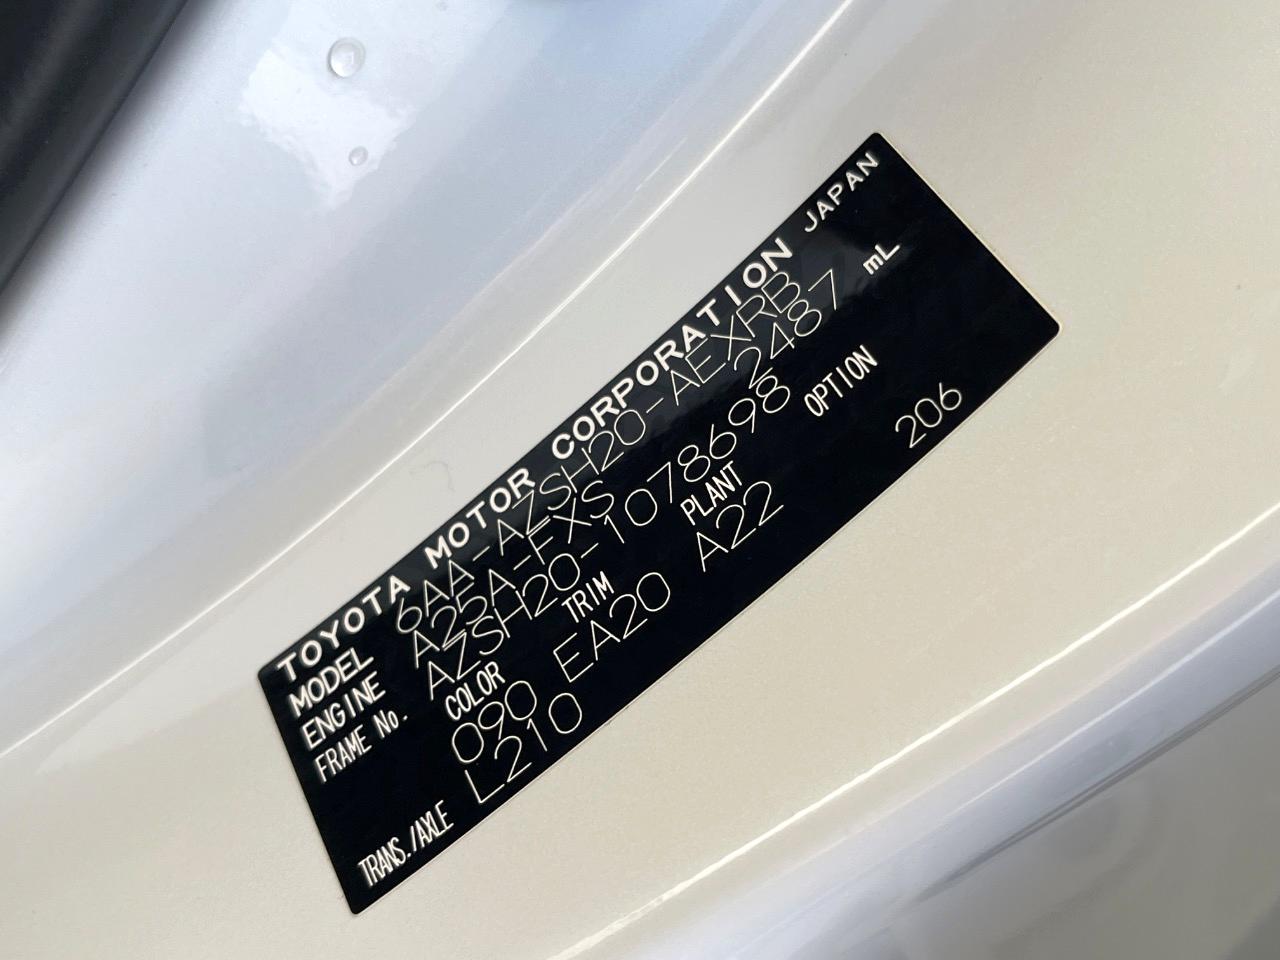 TOYOTA MOTOR CORPORATION JAPAN
MODEL 6AA-AZSH20-AEXRB
ENGINE A25A-FXS 2487 mL
FRAME No. AZSH20-1078698
COLOR TRIM PLANT OPTION
090 EA20 A22 206
TRANS./AXLE L210